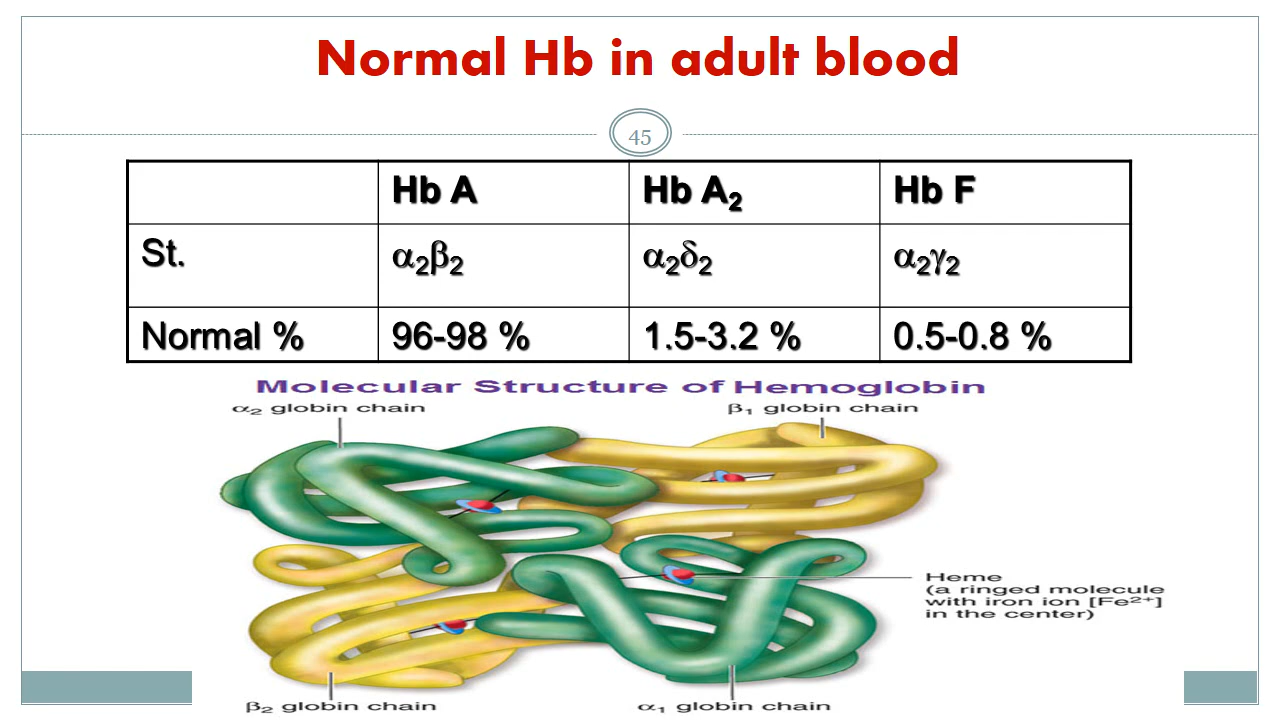 Normal Hb in adult blood
45
Hb A Hb A₂ Hb F
St. α₂β₂ α₂δ₂ α₂γ₂
Normal % 96-98 % 1.5-3.2 % 0.5-0.8 %
Molecular Structure of Hemoglobin
α₂ globin chain β₁ globin chain
Heme
(a ringed molecule
with iron ion [Fe²⁺]
in the center)
β₂ globin chain α₁ globin chain